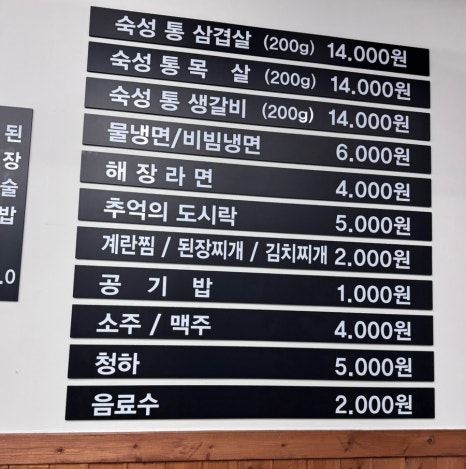 숙성 통 삼겹살 (200g) 14.000원
숙성 통 목 살 (200g) 14.000원
숙성 통 생갈비 (200g) 14.000원
물냉면/비빔냉면 6.000원
해 장 라 면 4.000원
추억의 도시락 5.000원
계란찜 / 된장찌개 / 김치찌개 2.000원
공 기 밥 1.000원
소주 / 맥주 4.000원
청하 5.000원
음료수 2.000원
된
장
술
밥
.0